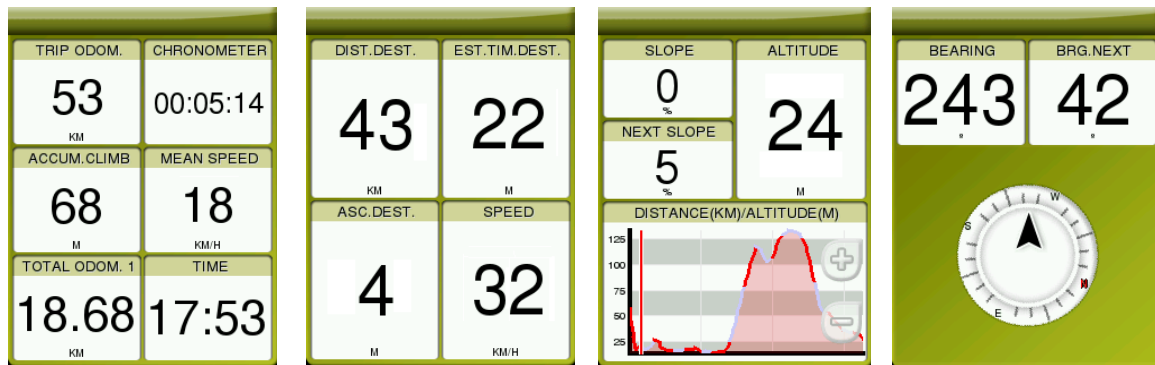 TRIP ODOM. CHRONOMETER
53 00:05:14
KM
ACCUM.CLIMB MEAN SPEED
68 18
M KM/H
TOTAL ODOM. 1 TIME
18.68 17:53
KM
DIST.DEST. EST.TIM.DEST.
43 22
KM M
ASC.DEST. SPEED
4 32
M KM/H
SLOPE ALTITUDE
0 24
% M
NEXT SLOPE
5
%
DISTANCE(KM)/ALTITUDE(M)
125
100
75
50
25
BEARING BRG.NEXT
243 42
º º
W
S
N
E